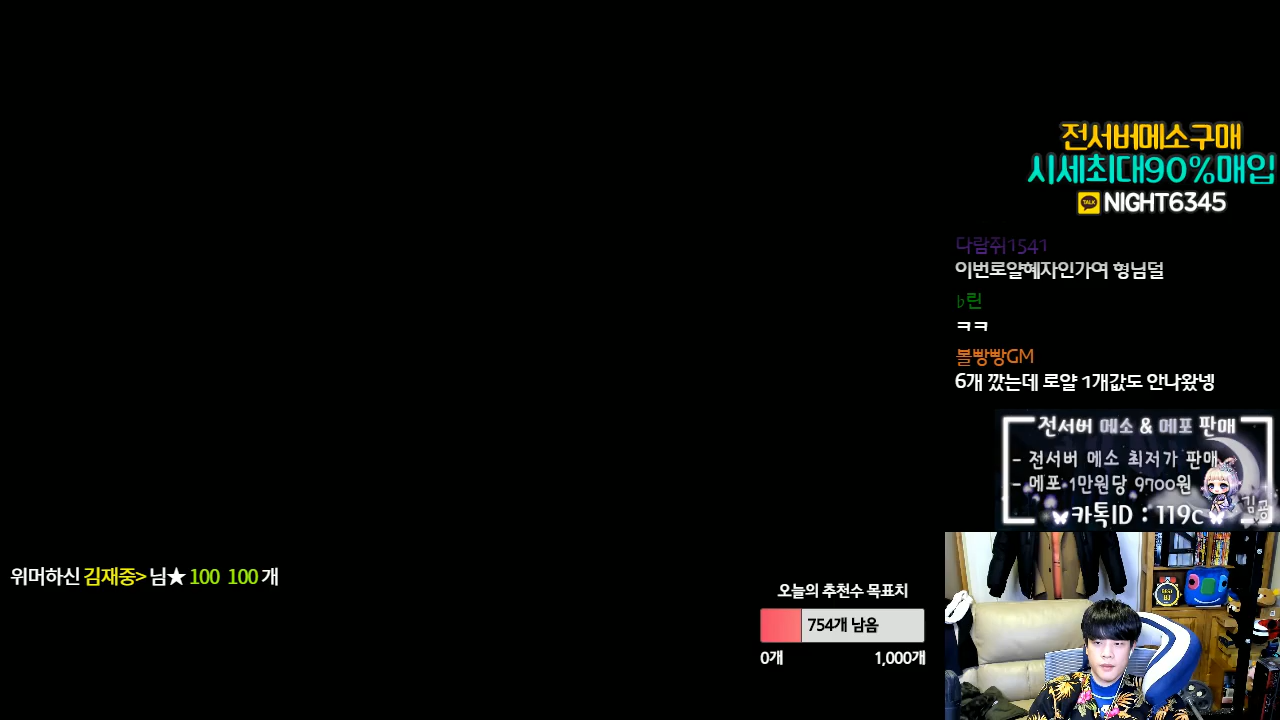 전서버메소구매
시세최대90%매입
TALK NIGHT6345
다람쥐1541
이번로얄혜자인가여 형님덜
♭린
ㅋㅋ
볼빵빵GM
6개 깠는데 로얄 1개값도 안나왔넹
전서버 메소 & 메포 판매
- 전서버 메소 최저가 판매
- 메포 1만원당 9700원
카톡ID : 119c
위머하신 김재중> 님★ 100 100 개
오늘의 추천수 목표치
754개 남음
0개 1,000개
BEST
BJ